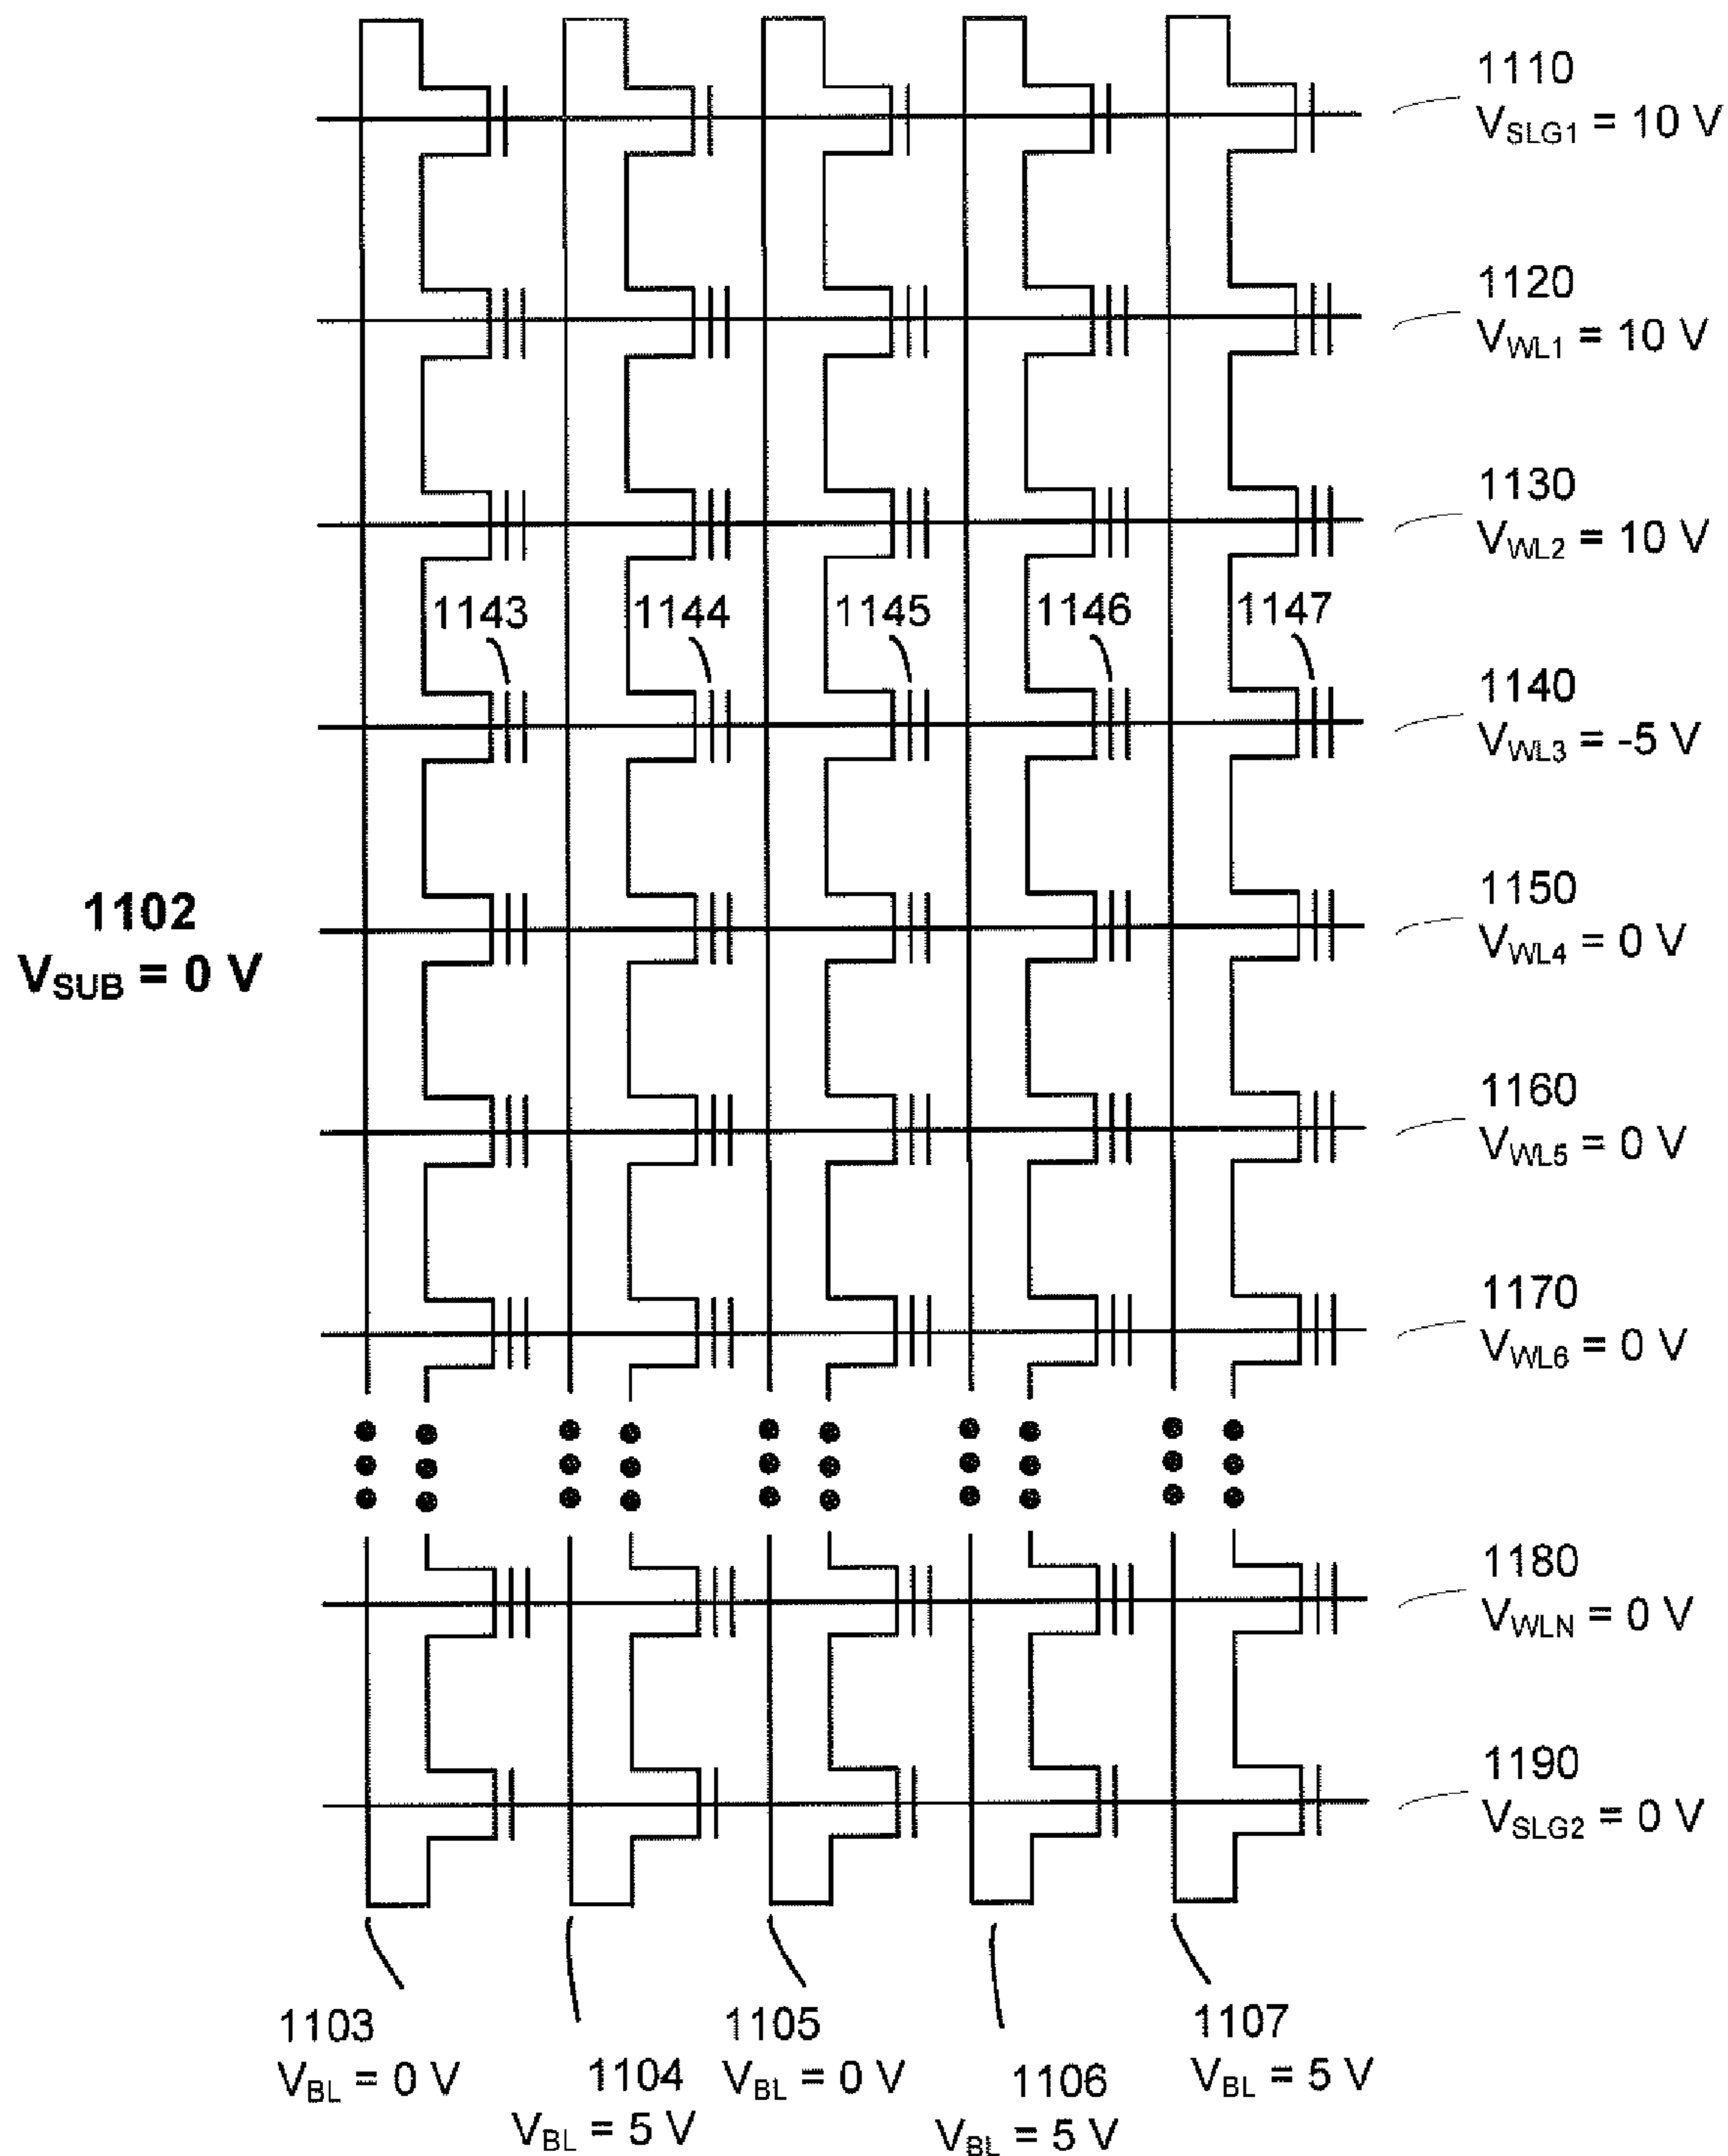 1110
VSLG1 = 10 V
1120
VWL1 = 10 V
1130
VWL2 = 10 V
1143
1144
1145
1146
1147
1140
VWL3 = -5 V
1102
VSUB = 0 V
1150
VWL4 = 0 V
1160
VWL5 = 0 V
1170
VWL6 = 0 V
1180
VWLN = 0 V
1190
VSLG2 = 0 V
1103
VBL = 0 V
1104
VBL = 5 V
1105
VBL = 0 V
1106
VBL = 5 V
1107
VBL = 5 V